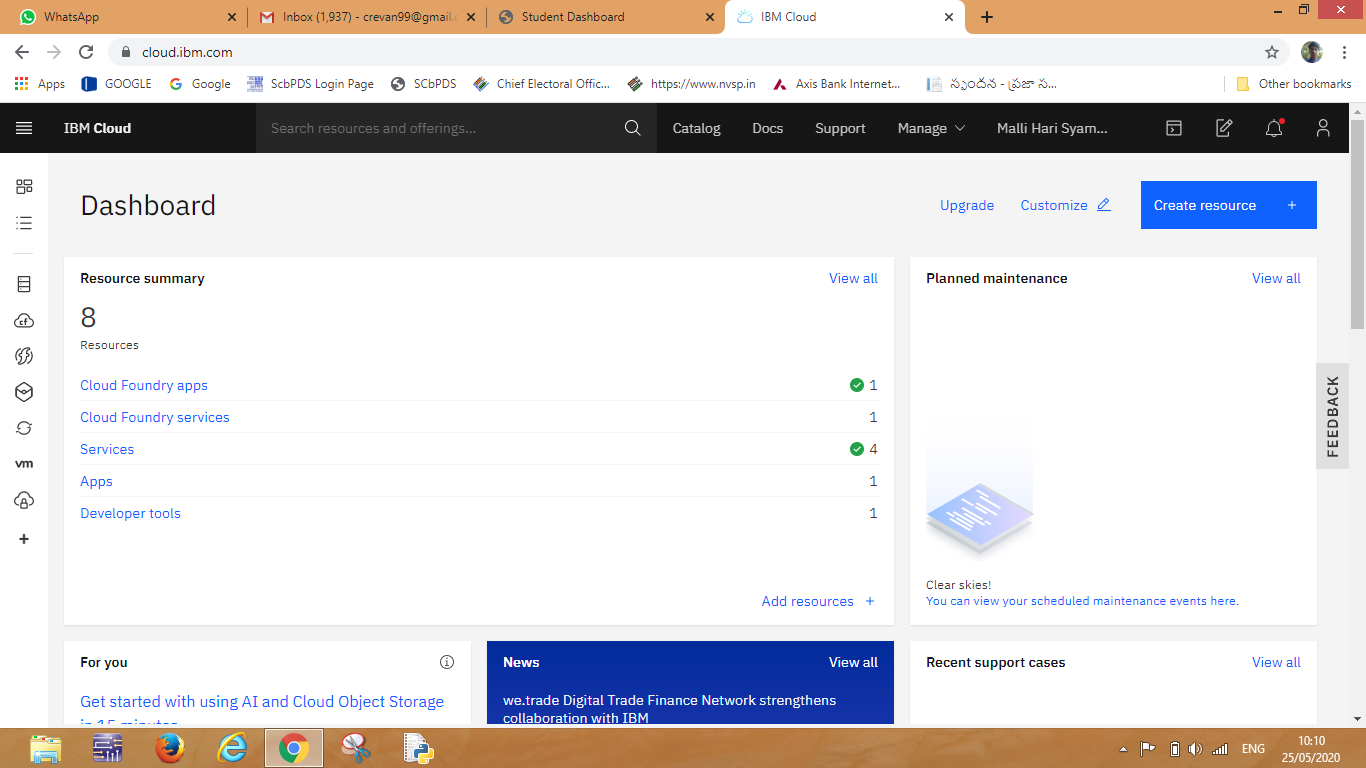 WhatsApp
Inbox (1,937) - crevan99@gmail.c
Student Dashboard
IBM Cloud
cloud.ibm.com
Apps GOOGLE Google ScbPDS Login Page SCbPDS Chief Electoral Offic... https://www.nvsp.in Axis Bank Internet... స్పందన - ప్రజా స... Other bookmarks
IBM Cloud Search resources and offerings... Catalog Docs Support Manage Malli Hari Syam...
Dashboard
Upgrade Customize Create resource +
Resource summary View all
8
Resources
Cloud Foundry apps 1
Cloud Foundry services 1
Services 4
Apps 1
Developer tools 1
Add resources +
Planned maintenance View all
Clear skies!
You can view your scheduled maintenance events here.
FEEDBACK
cf
vm
For you
Get started with using AI and Cloud Object Storage
in 15 minutes
News View all
we.trade Digital Trade Finance Network strengthens
collaboration with IBM
Recent support cases View all
ENG
10:10
25/05/2020